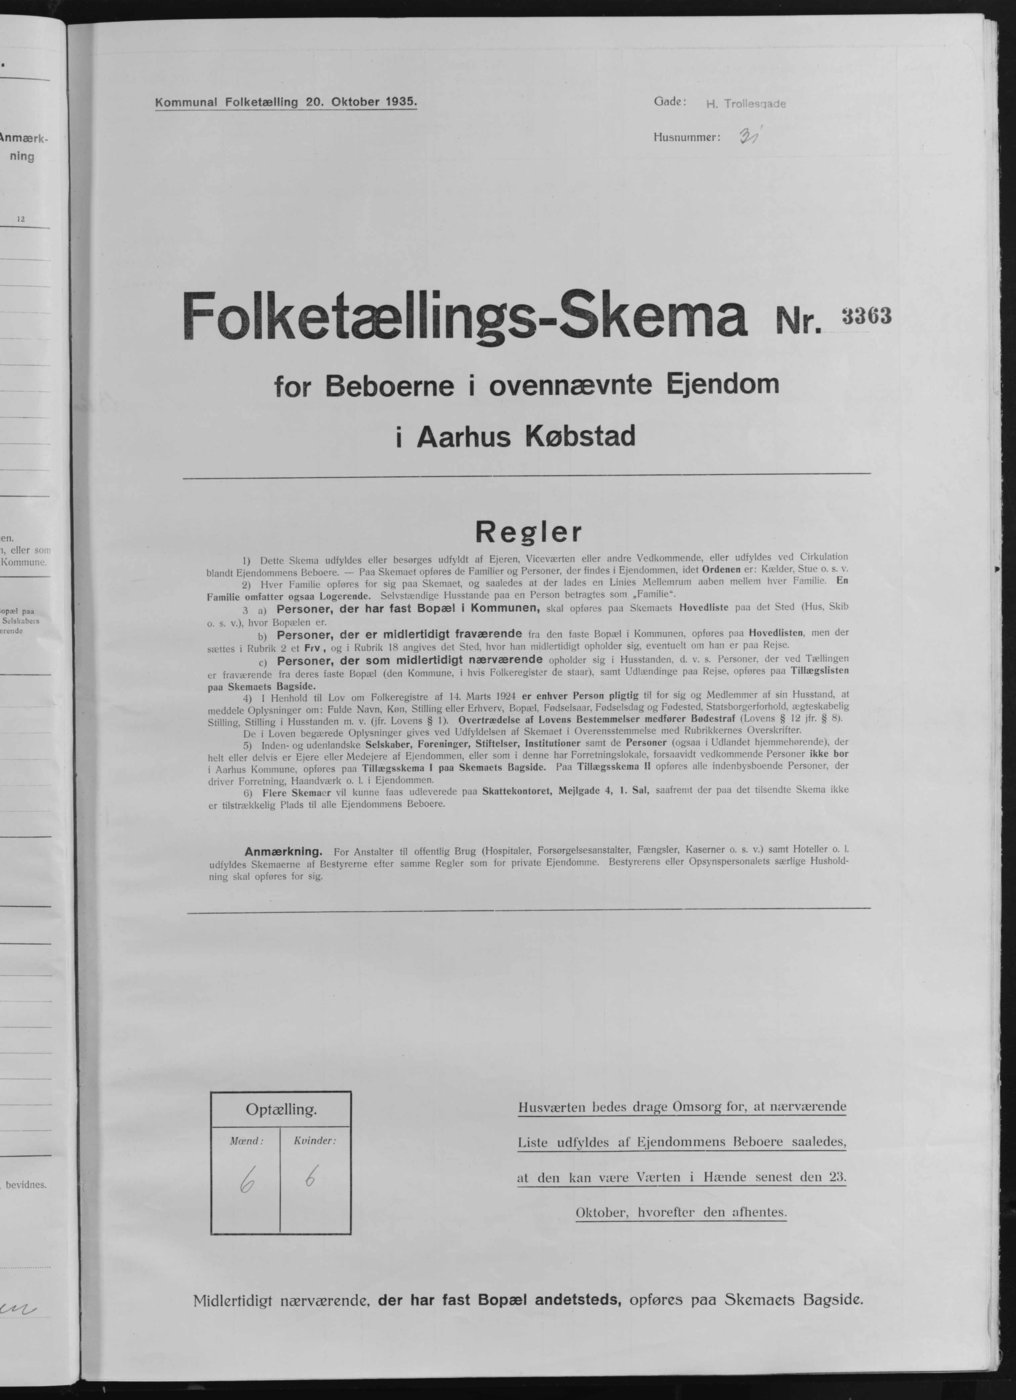 .
Anmærk-
ning
12
en.
n, eller som
Kommune.
opæl paa
Selskabers
erende
bevidnes.
en
Kommunal Folketælling 20. Oktober 1935.
Gade: H. Trollesgade
Husnummer:
Folketællings-Skema Nr. 3363
for Beboerne i ovennævnte Ejendom
i Aarhus Købstad
Regler
1) Dette Skema udfyldes eller besørges udfyldt af Ejeren, Viceværten eller andre Vedkommende, eller udfyldes ved Cirkulation
blandt Ejendommens Beboere. — Paa Skemaet opføres de Familier og Personer, der findes i Ejendommen, idet Ordenen er: Kælder, Stue o. s. v.
2) Hver Familie opføres for sig paa Skemaet, og saaledes at der lades en Linies Mellemrum aaben mellem hver Familie. En
Familie omfatter ogsaa Logerende. Selvstændige Husstande paa en Person betragtes som „Familie“.
3 a) Personer, der har fast Bopæl i Kommunen, skal opføres paa Skemaets Hovedliste paa det Sted (Hus, Skib
o. s. v.), hvor Bopælen er.
b) Personer, der er midlertidigt fraværende fra den faste Bopæl i Kommunen, opføres paa Hovedlisten, men der
sættes i Rubrik 2 et Frv., og i Rubrik 18 angives det Sted, hvor han midlertidigt opholder sig, eventuelt om han er paa Rejse.
c) Personer, der som midlertidigt nærværende opholder sig i Husstanden, d. v. s. Personer, der ved Tællingen
er fraværende fra deres faste Bopæl (den Kommune, i hvis Folkeregister de staar), samt Udlændinge paa Rejse, opføres paa Tillægslisten
paa Skemaets Bagside.
4) I Henhold til Lov om Folkeregistre af 14. Marts 1924 er enhver Person pligtig til for sig og Medlemmer af sin Husstand, at
meddele Oplysninger om: Fulde Navn, Køn, Stilling eller Erhverv, Bopæl, Fødselsaar, Fødselsdag og Fødested, Statsborgerforhold, ægteskabelig
Stilling, Stilling i Husstanden m. v. (jfr. Lovens § 1). Overtrædelse af Lovens Bestemmelser medfører Bødestraf (Lovens § 12 jfr. § 8).
De i Loven begærede Oplysninger gives ved Udfyldelsen af Skemaet i Overensstemmelse med Rubrikkernes Overskrifter.
5) Inden- og udenlandske Selskaber, Foreninger, Stiftelser, Institutioner samt de Personer (ogsaa i Udlandet hjemmehørende), der
helt eller delvis er Ejere eller Medejere af Ejendommen, eller som i denne har Forretningslokale, forsaavidt vedkommende Personer ikke bor
i Aarhus Kommune, opføres paa Tillægsskema I paa Skemaets Bagside. Paa Tillægsskema II opføres alle indenbysboende Personer, der
driver Forretning, Haandværk o. l. i Ejendommen.
6) Flere Skemaer vil kunne faas udleverede paa Skattekontoret, Mejlgade 4, 1. Sal, saafremt der paa det tilsendte Skema ikke
er tilstrækkelig Plads til alle Ejendommens Beboere.
Anmærkning. For Anstalter til offentlig Brug (Hospitaler, Forsørgelsesanstalter, Fængsler, Kaserner o. s. v.) samt Hoteller o. l.
udfyldes Skemaerne af Bestyrerne efter samme Regler som for private Ejendomme. Bestyrerens eller Opsynspersonalets særlige Hushold-
ning skal opføres for sig.
Optælling.
Mænd: Kvinder:
6 6
Husværten bedes drage Omsorg for, at nærværende
Liste udfyldes af Ejendommens Beboere saaledes,
at den kan være Værten i Hænde senest den 23.
Oktober, hvorefter den afhentes.
Midlertidigt nærværende, der har fast Bopæl andetsteds, opføres paa Skemaets Bagside.